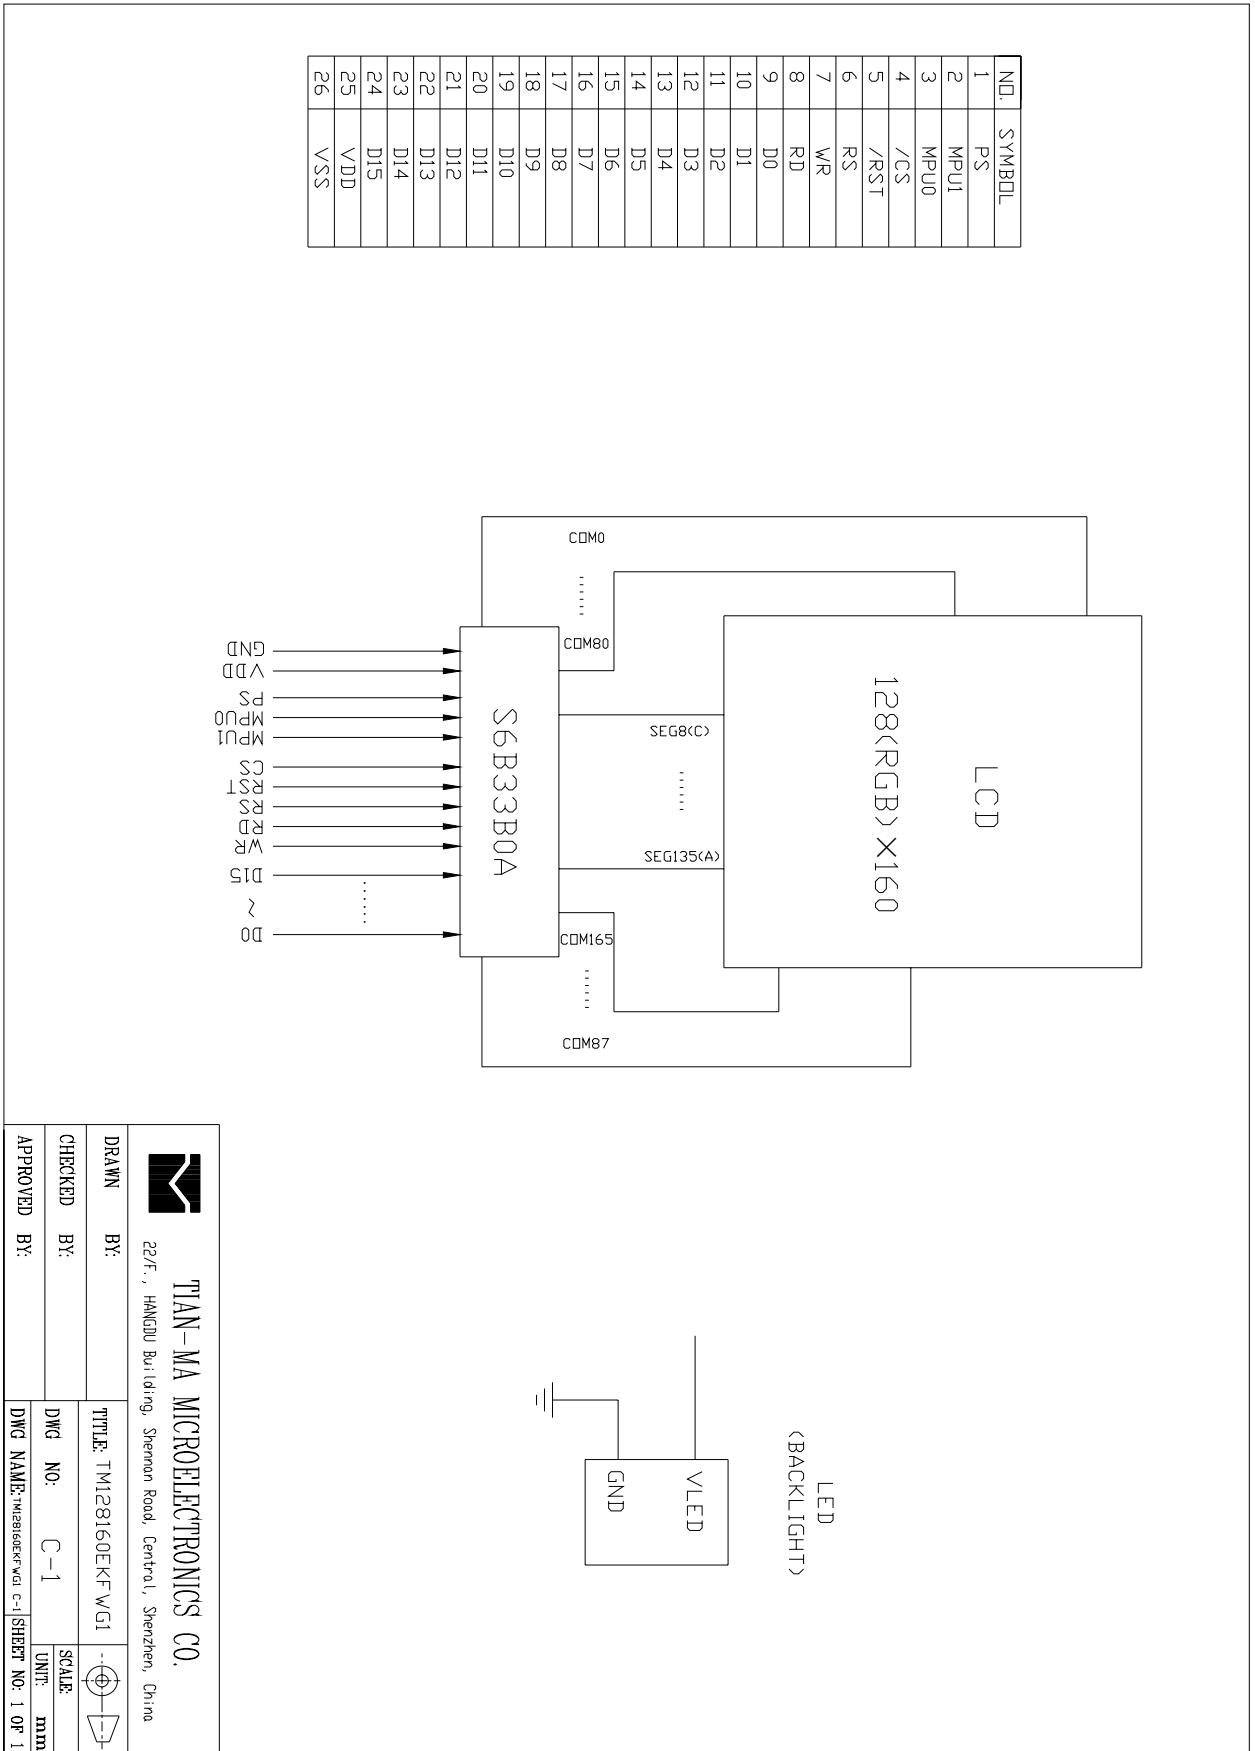 NO. SYMBOL
1 PS
2 MPU1
3 MPU0
4 /CS
5 /RST
6 RS
7 WR
8 RD
9 D0
10 D1
11 D2
12 D3
13 D4
14 D5
15 D6
16 D7
17 D8
18 D9
19 D10
20 D11
21 D12
22 D13
23 D14
24 D15
25 VDD
26 VSS
LCD
128(RGB)×160
COM0
......
COM80
SEG8(C)
......
SEG135(A)
COM165
......
COM87
S6B33B0A
GND
VDD
PS
MPU0
MPU1
CS
RST
RS
RD
WR
D15
~
D0
......
LED
(BACKLIGHT)
VLED
GND
TIAN-MA MICROELECTRONICS CO.
22/F., HANGDU Building, Shennan Road, Central, Shenzhen, China
DRAWN BY:
CHECKED BY:
APPROVED BY:
TITLE: TM128160EKFWG1
DWG NO: C-1
SCALE:
UNIT: mm
DWG NAME: TM128160EKFWG1 C-1
SHEET NO: 1 OF 1